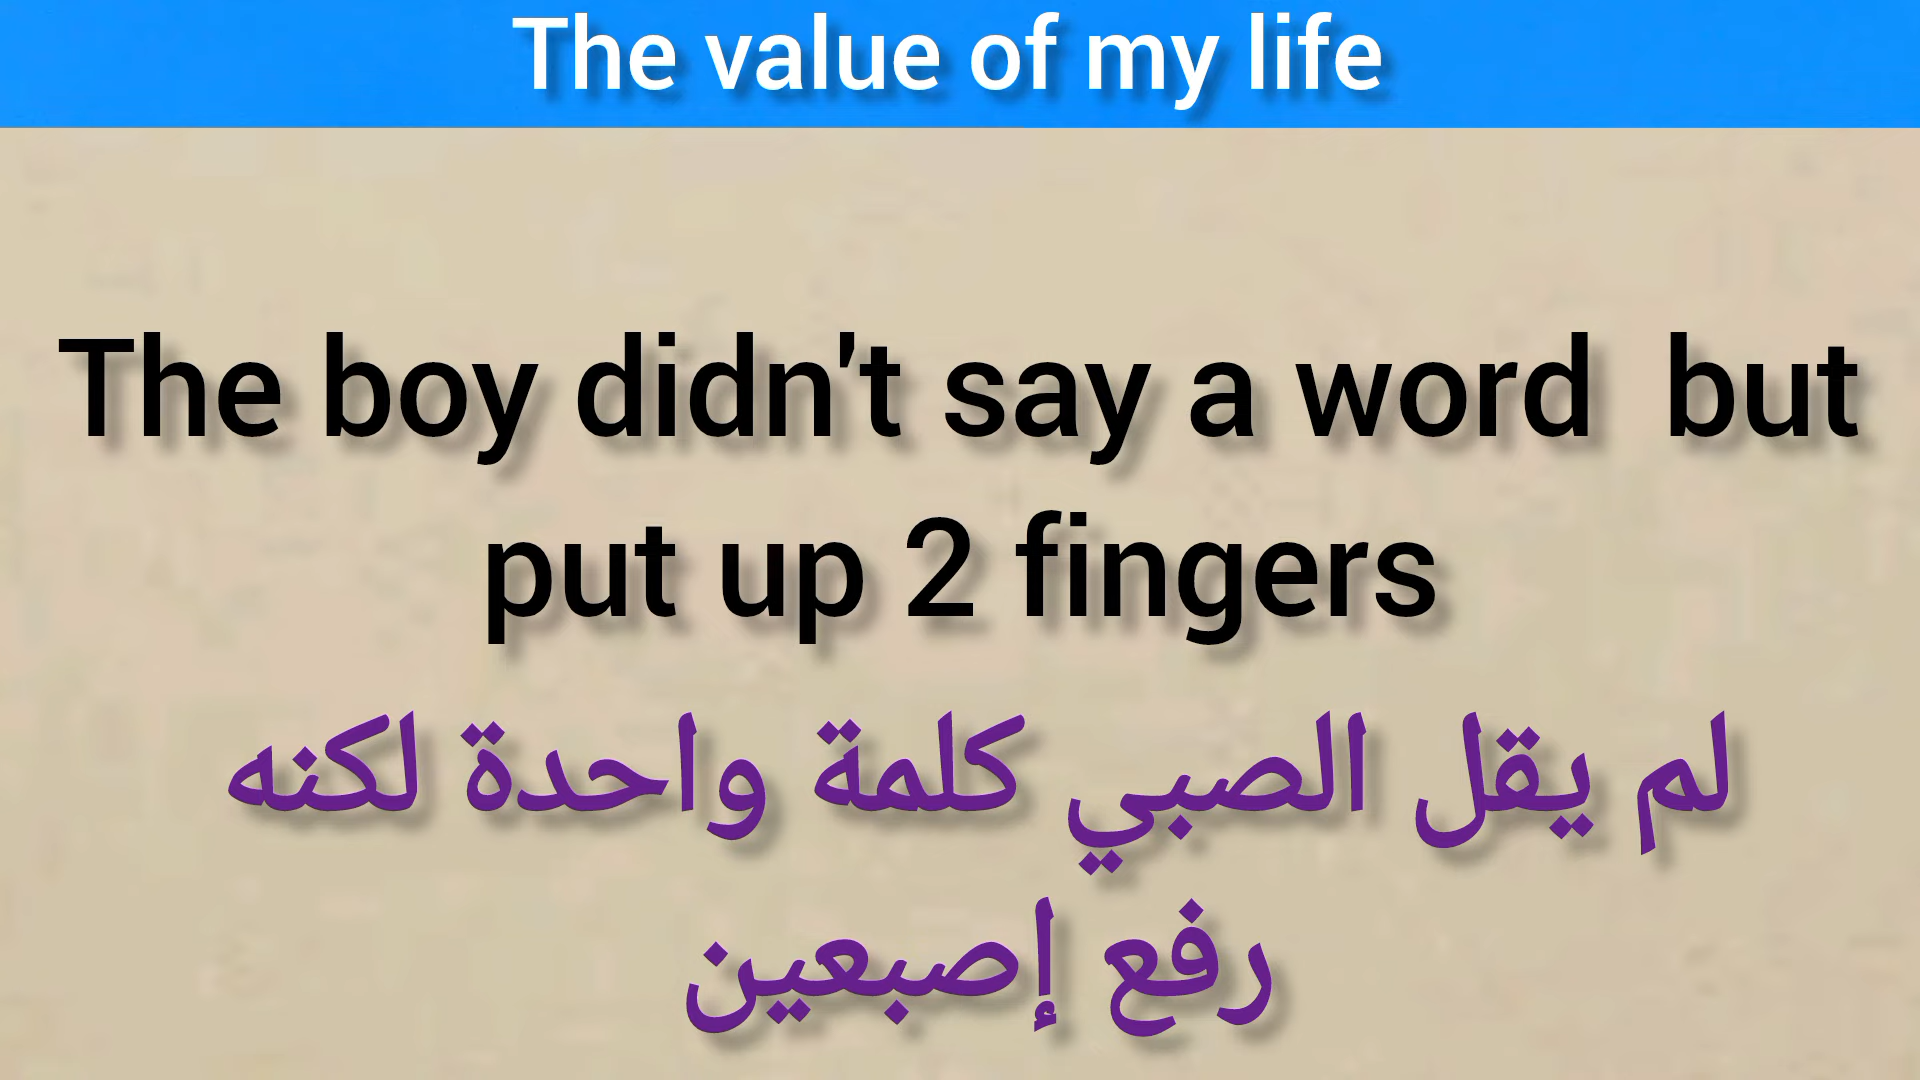 The value of my life
The boy didn't say a word  but
put up 2 fingers
لم يقل الصبي كلمة واحدة لكنه
رفع إصبعين